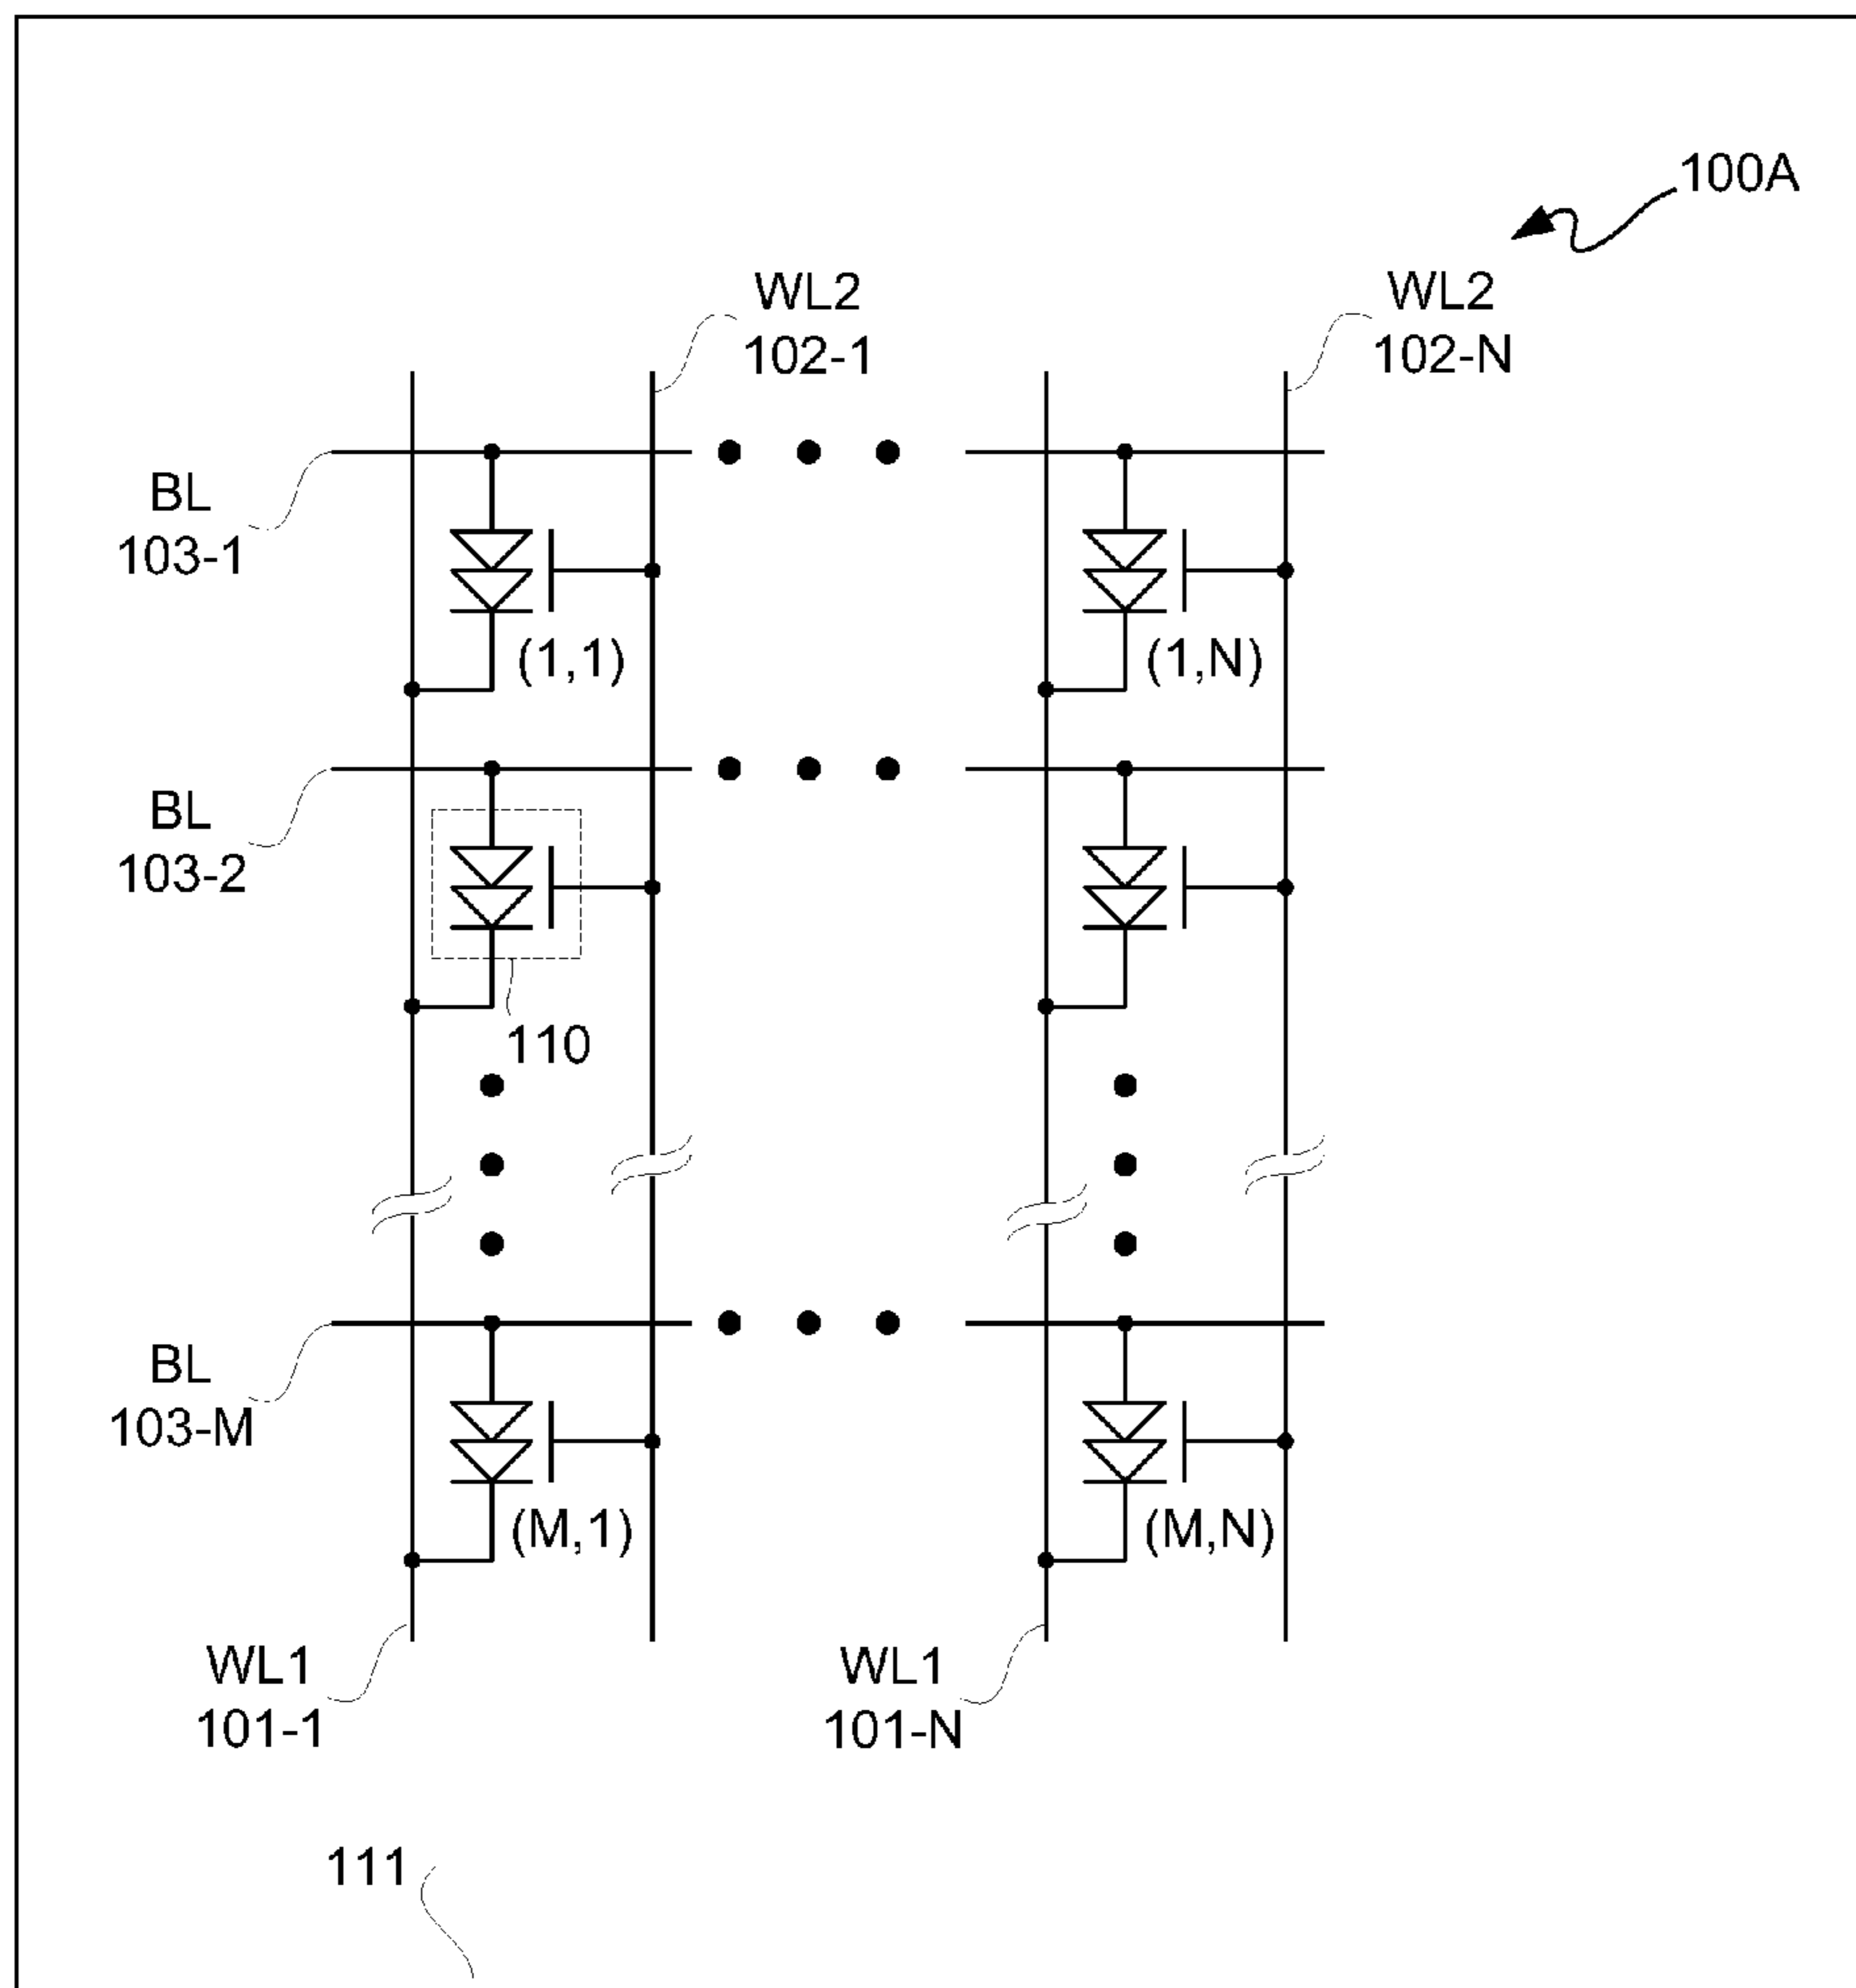 100A
WL2
102-1
WL2
102-N
BL
103-1
(1,1)
(1,N)
BL
103-2
110
BL
103-M
(M,1)
(M,N)
WL1
101-1
WL1
101-N
111